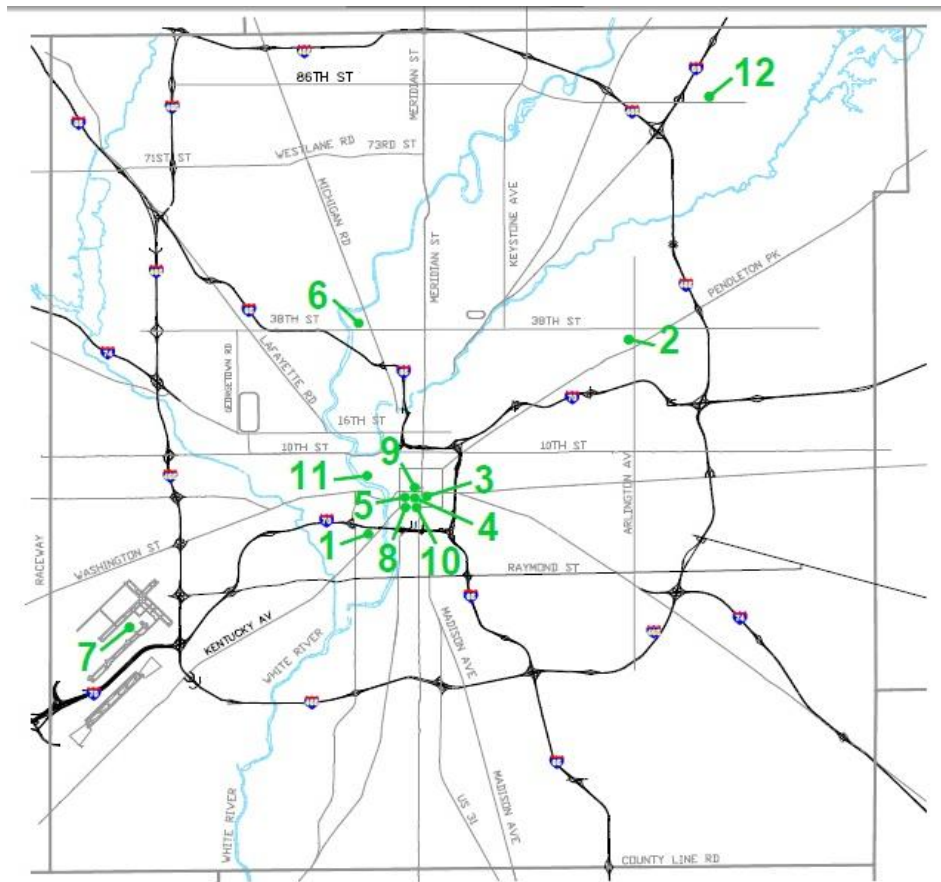 86TH ST
MERIDIAN ST
12
WESTLANE RD
73RD ST
71ST ST
MICHIGAN RD
KEYSTONE AVE
MERIDIAN ST
PENDLETON PK
6
38TH ST
38TH ST
2
74
LAFAYETTE RD
GEORGETOWN RD
16TH ST
10TH ST
9
10TH ST
11
3
5
4
ARLINGTON AV
1
8
10
70
WASHINGTON ST
RACEWAY
RAYMOND ST
7
KENTUCKY AV
WHITE RIVER
MADISON AVE
74
WHITE RIVER
US 31
MADISON AVE
COUNTY LINE RD